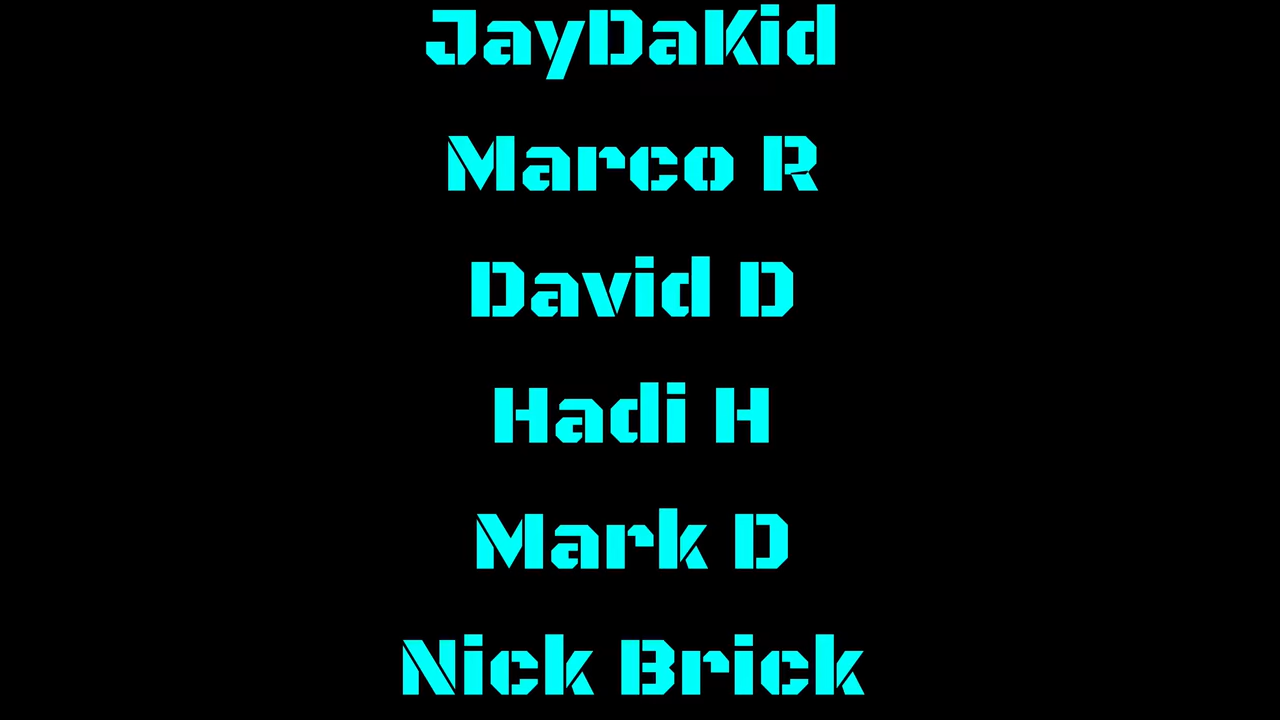 JayDaKid
Marco R
David D
Hadi H
Mark D
Nick Brick